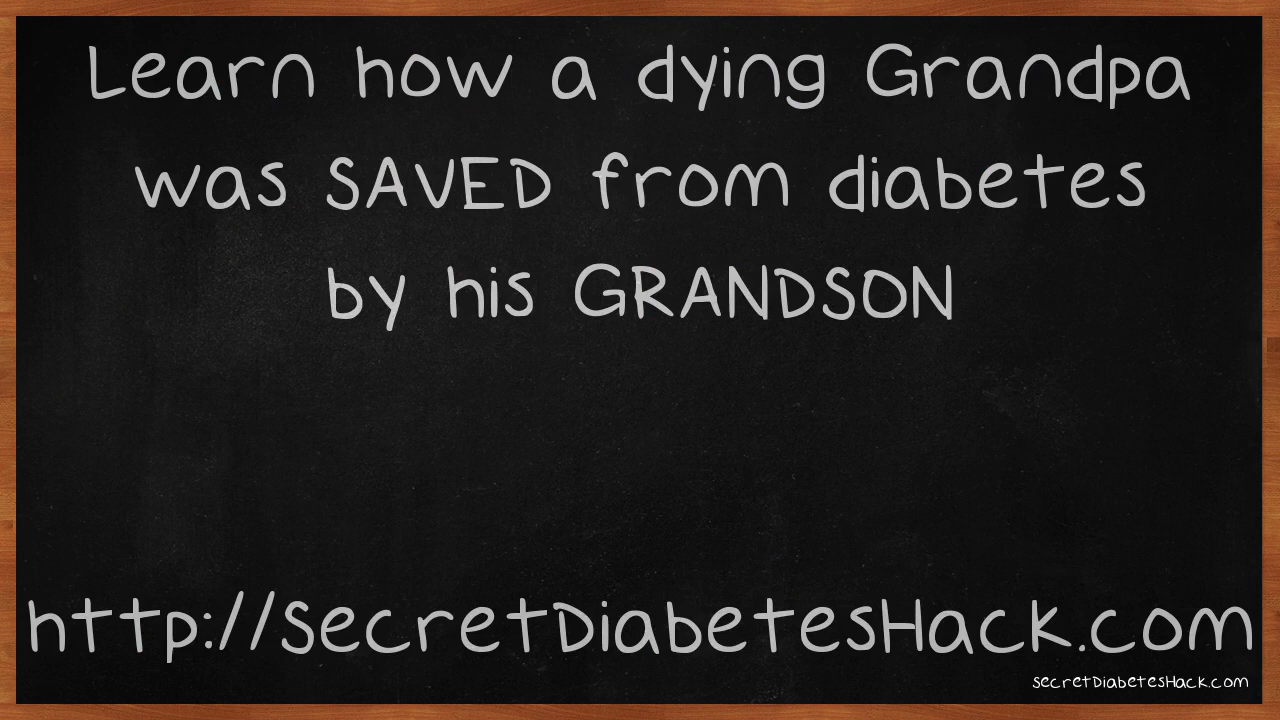 Learn how a dying Grandpa
was SAVED from diabetes
by his GRANDSON
http://SecretDiabetesHack.com
SecretDiabetesHack.com